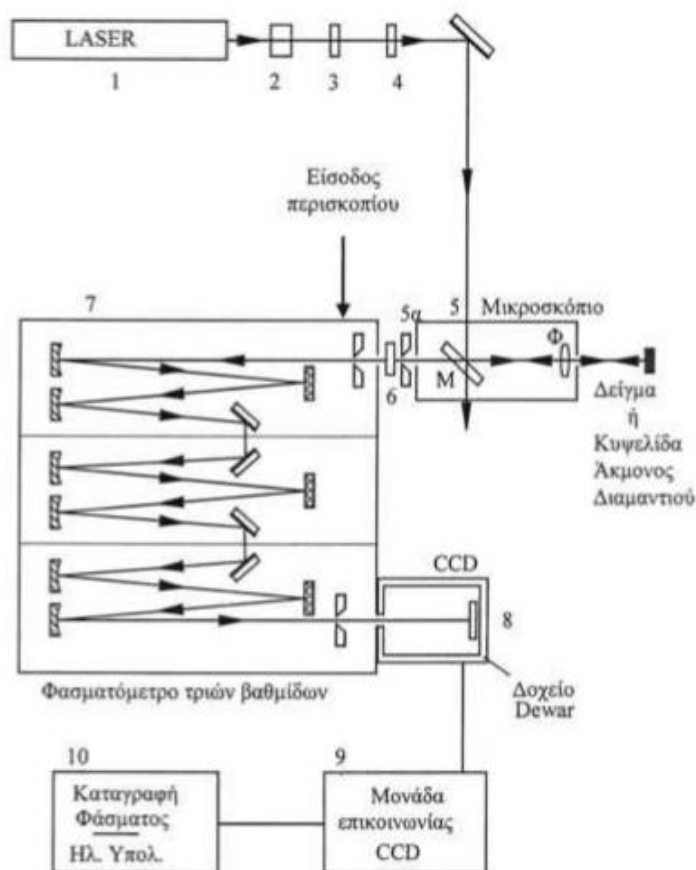 LASER
1
2
3
4
Είσοδος
περισκοπίου
7
5α
5
Μικροσκόπιο
Φ
M
6
Δείγμα
ή
Κυψελίδα
Άκμονος
Διαμαντιού
CCD
8
Φασματόμετρο τριών βαθμίδων
Δοχείο
Dewar
10
9
Καταγραφή
Φάσματος
Ηλ. Υπολ.
Μονάδα
επικοινωνίας
CCD